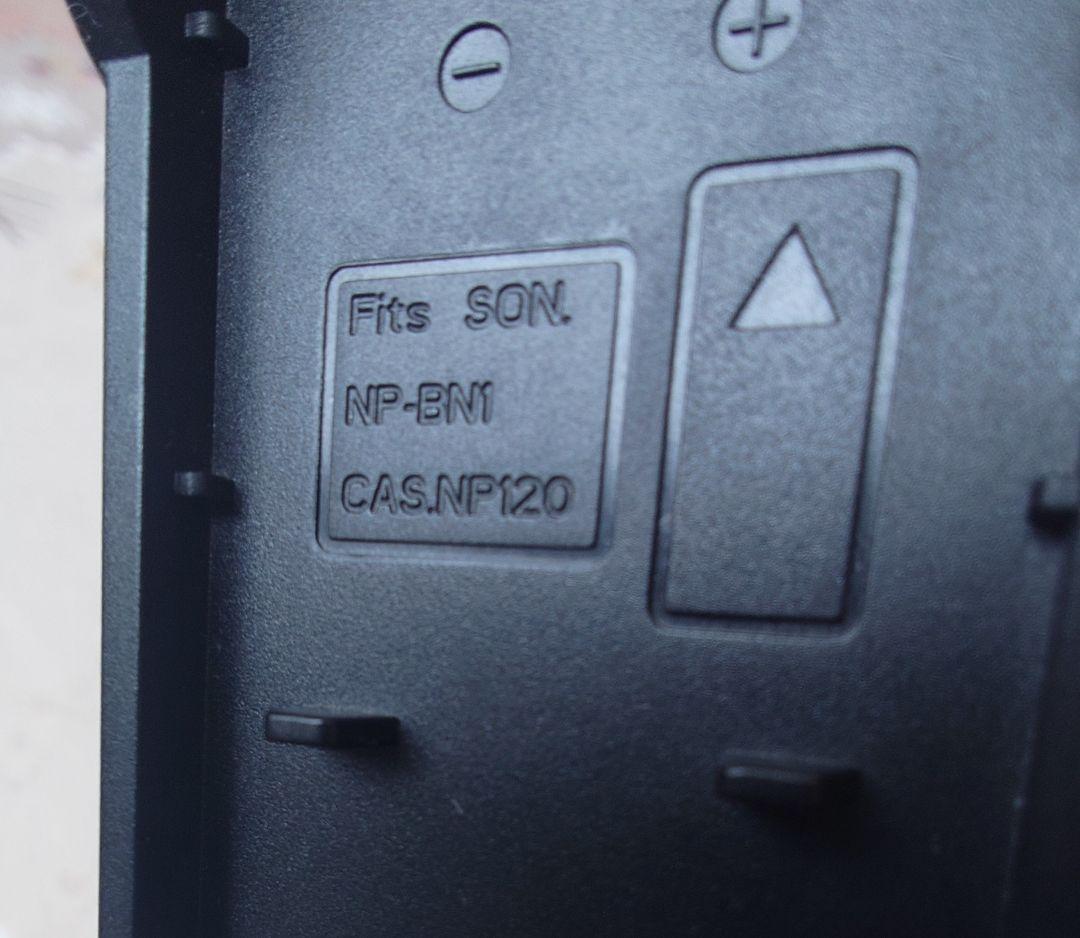 Fits SON.
NP-BN1
CAS.NP120